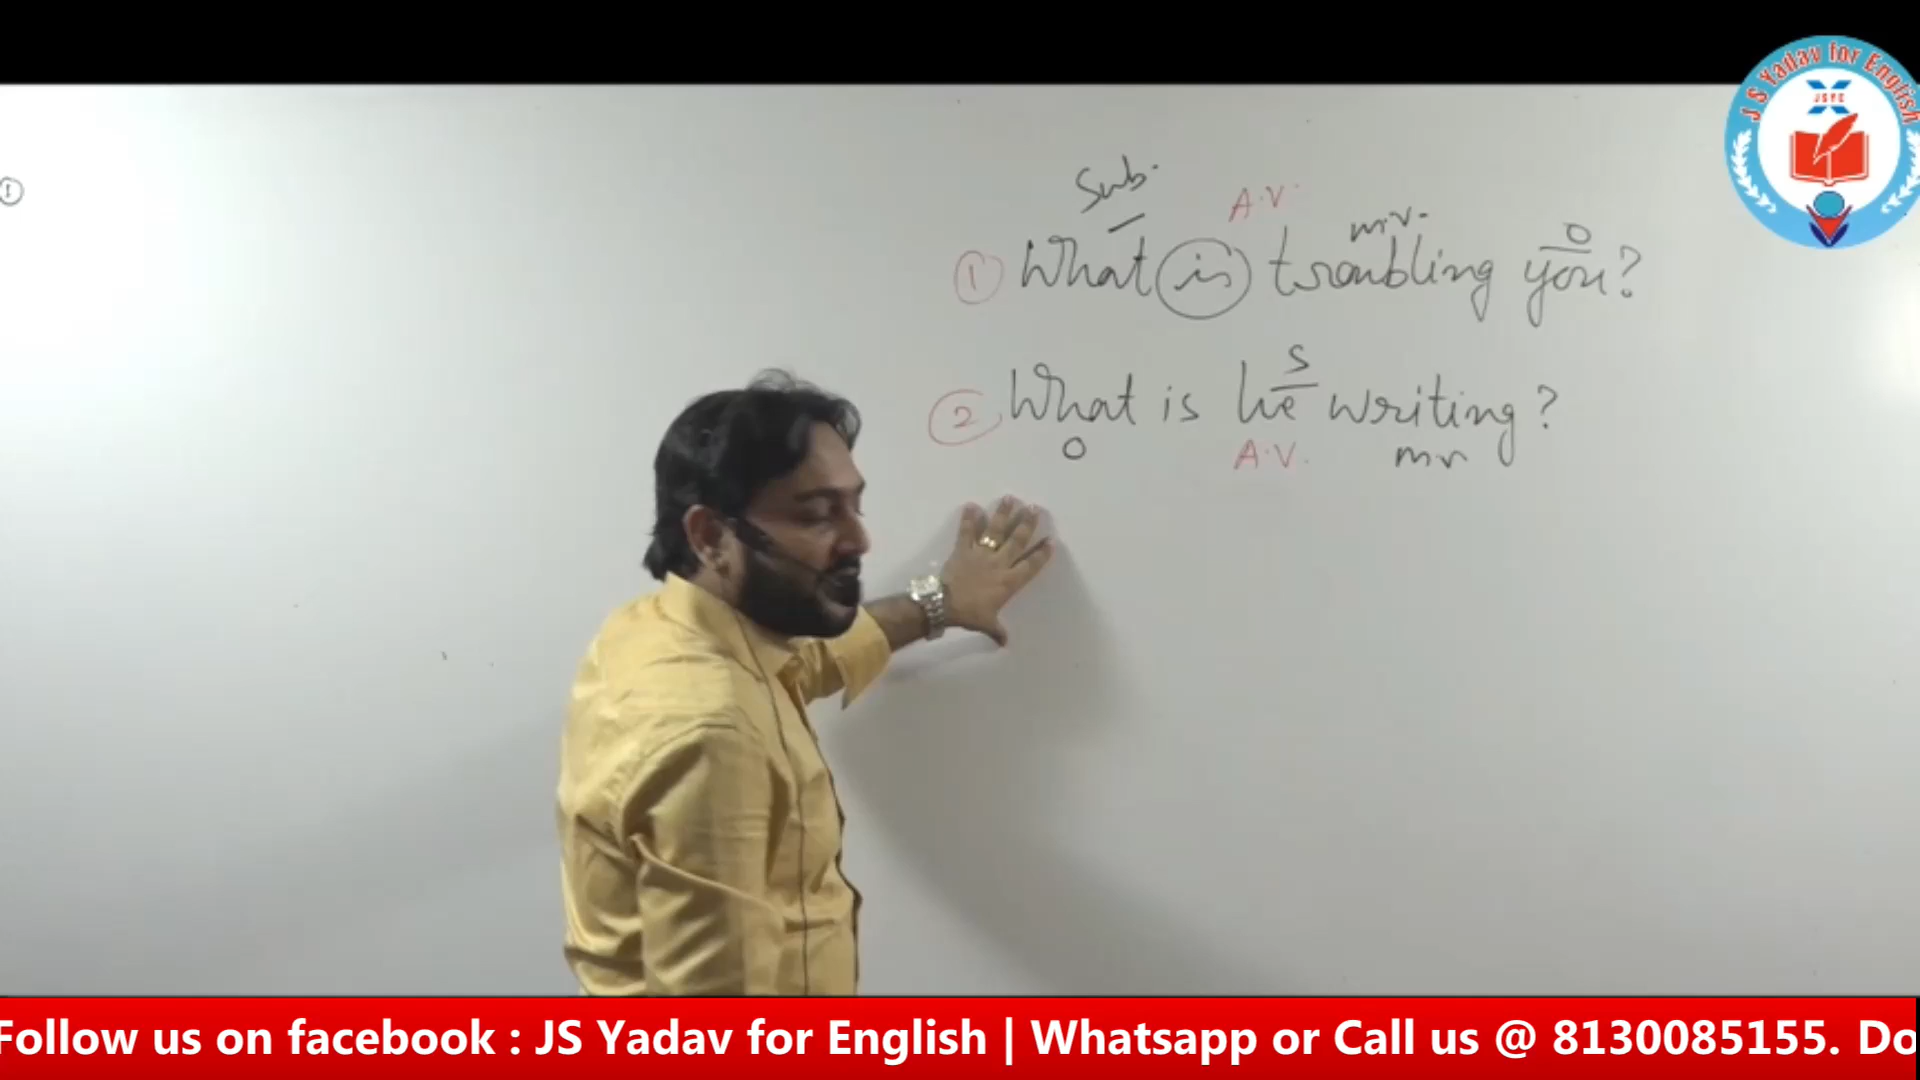 J S Yadav for English
JSYE
1
Sub. A.V. m.v. O
1 What is troubling you?
S
2 What is he writing?
O A.V. mv
Follow us on facebook : JS Yadav for English | Whatsapp or Call us @ 8130085155. Do